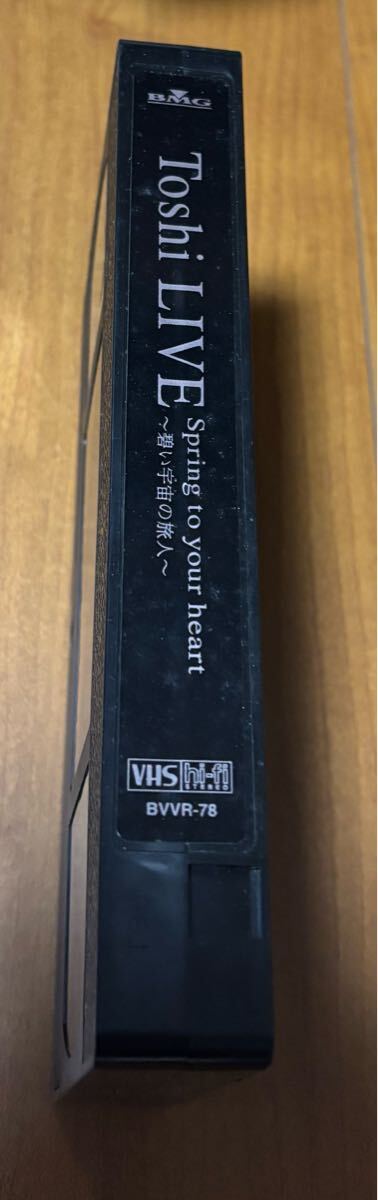 BMG
Toshi LIVE
Spring to your heart
～碧い宇宙の旅人～
VHS hi-fi
STEREO
BVVR-78